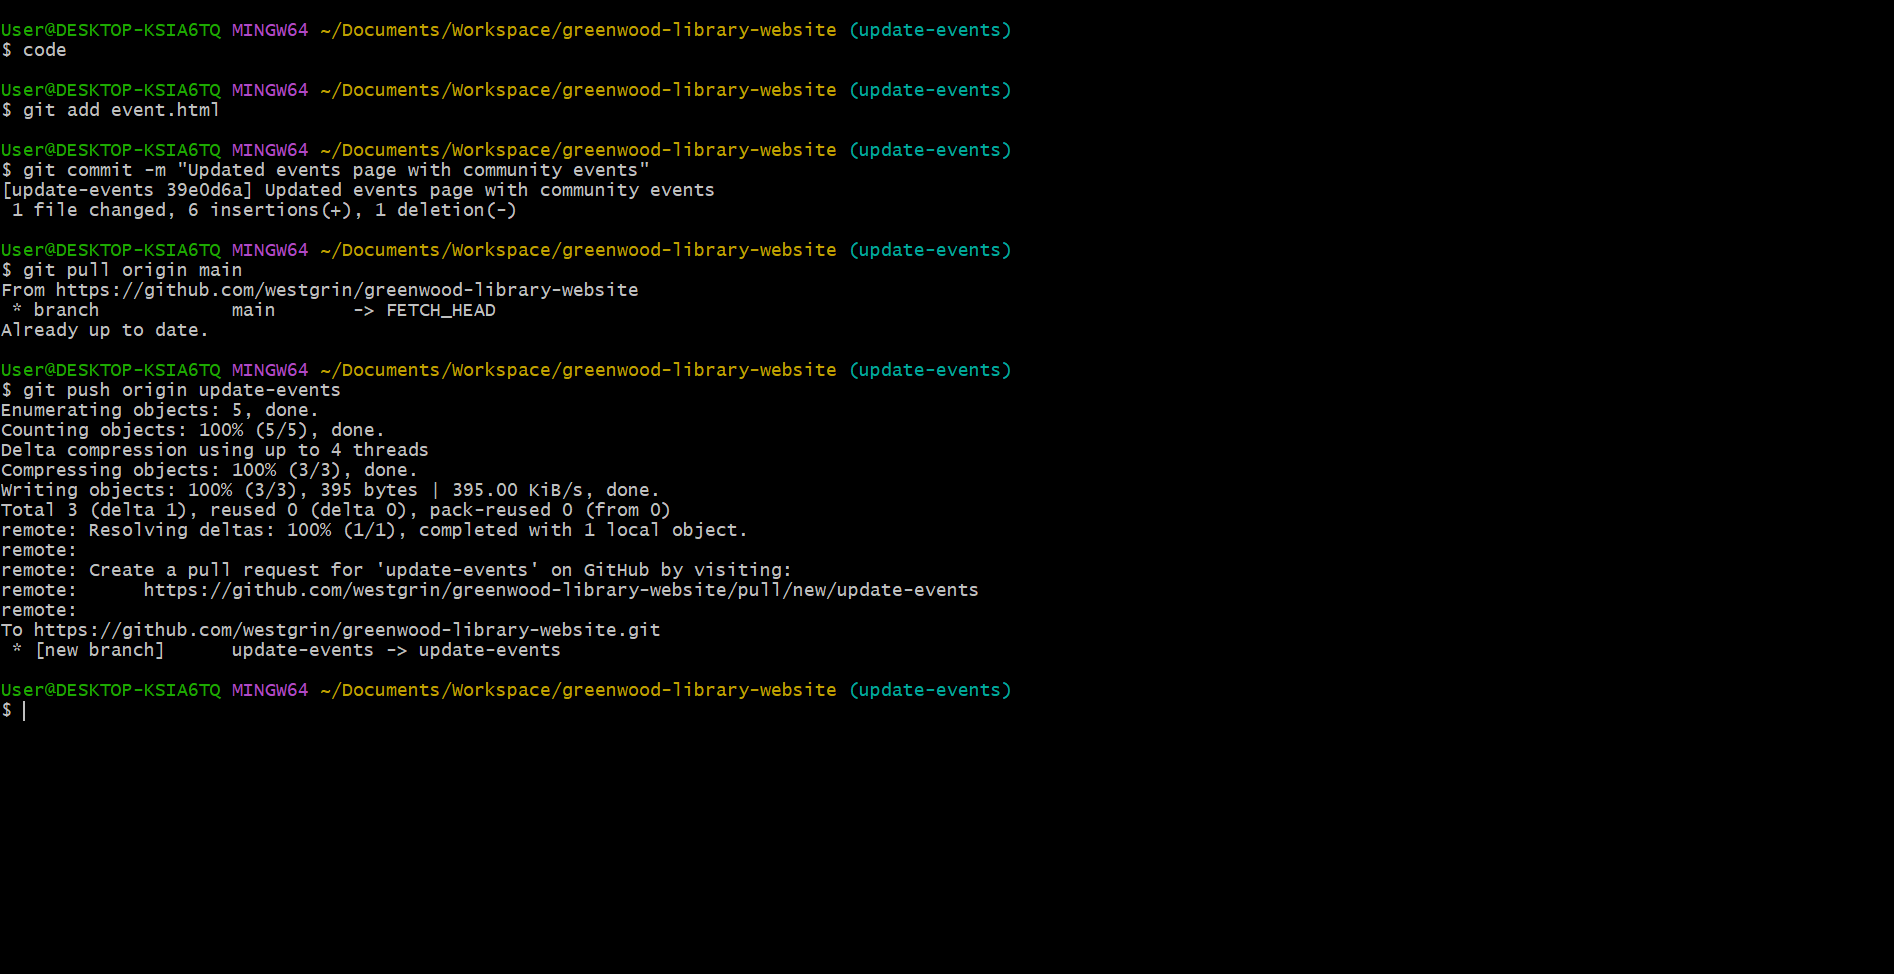 User@DESKTOP-KSIA6TQ MINGW64 ~/Documents/Workspace/greenwood-library-website (update-events)
$ code
User@DESKTOP-KSIA6TQ MINGW64 ~/Documents/Workspace/greenwood-library-website (update-events)
$ git add event.html
User@DESKTOP-KSIA6TQ MINGW64 ~/Documents/Workspace/greenwood-library-website (update-events)
$ git commit -m "Updated events page with community events"
[update-events 39e0d6a] Updated events page with community events
 1 file changed, 6 insertions(+), 1 deletion(-)
User@DESKTOP-KSIA6TQ MINGW64 ~/Documents/Workspace/greenwood-library-website (update-events)
$ git pull origin main
From https://github.com/westgrin/greenwood-library-website
 * branch            main       -> FETCH_HEAD
Already up to date.
User@DESKTOP-KSIA6TQ MINGW64 ~/Documents/Workspace/greenwood-library-website (update-events)
$ git push origin update-events
Enumerating objects: 5, done.
Counting objects: 100% (5/5), done.
Delta compression using up to 4 threads
Compressing objects: 100% (3/3), done.
Writing objects: 100% (3/3), 395 bytes | 395.00 KiB/s, done.
Total 3 (delta 1), reused 0 (delta 0), pack-reused 0 (from 0)
remote: Resolving deltas: 100% (1/1), completed with 1 local object.
remote:
remote: Create a pull request for 'update-events' on GitHub by visiting:
remote:      https://github.com/westgrin/greenwood-library-website/pull/new/update-events
remote:
To https://github.com/westgrin/greenwood-library-website.git
 * [new branch]      update-events -> update-events
User@DESKTOP-KSIA6TQ MINGW64 ~/Documents/Workspace/greenwood-library-website (update-events)
$